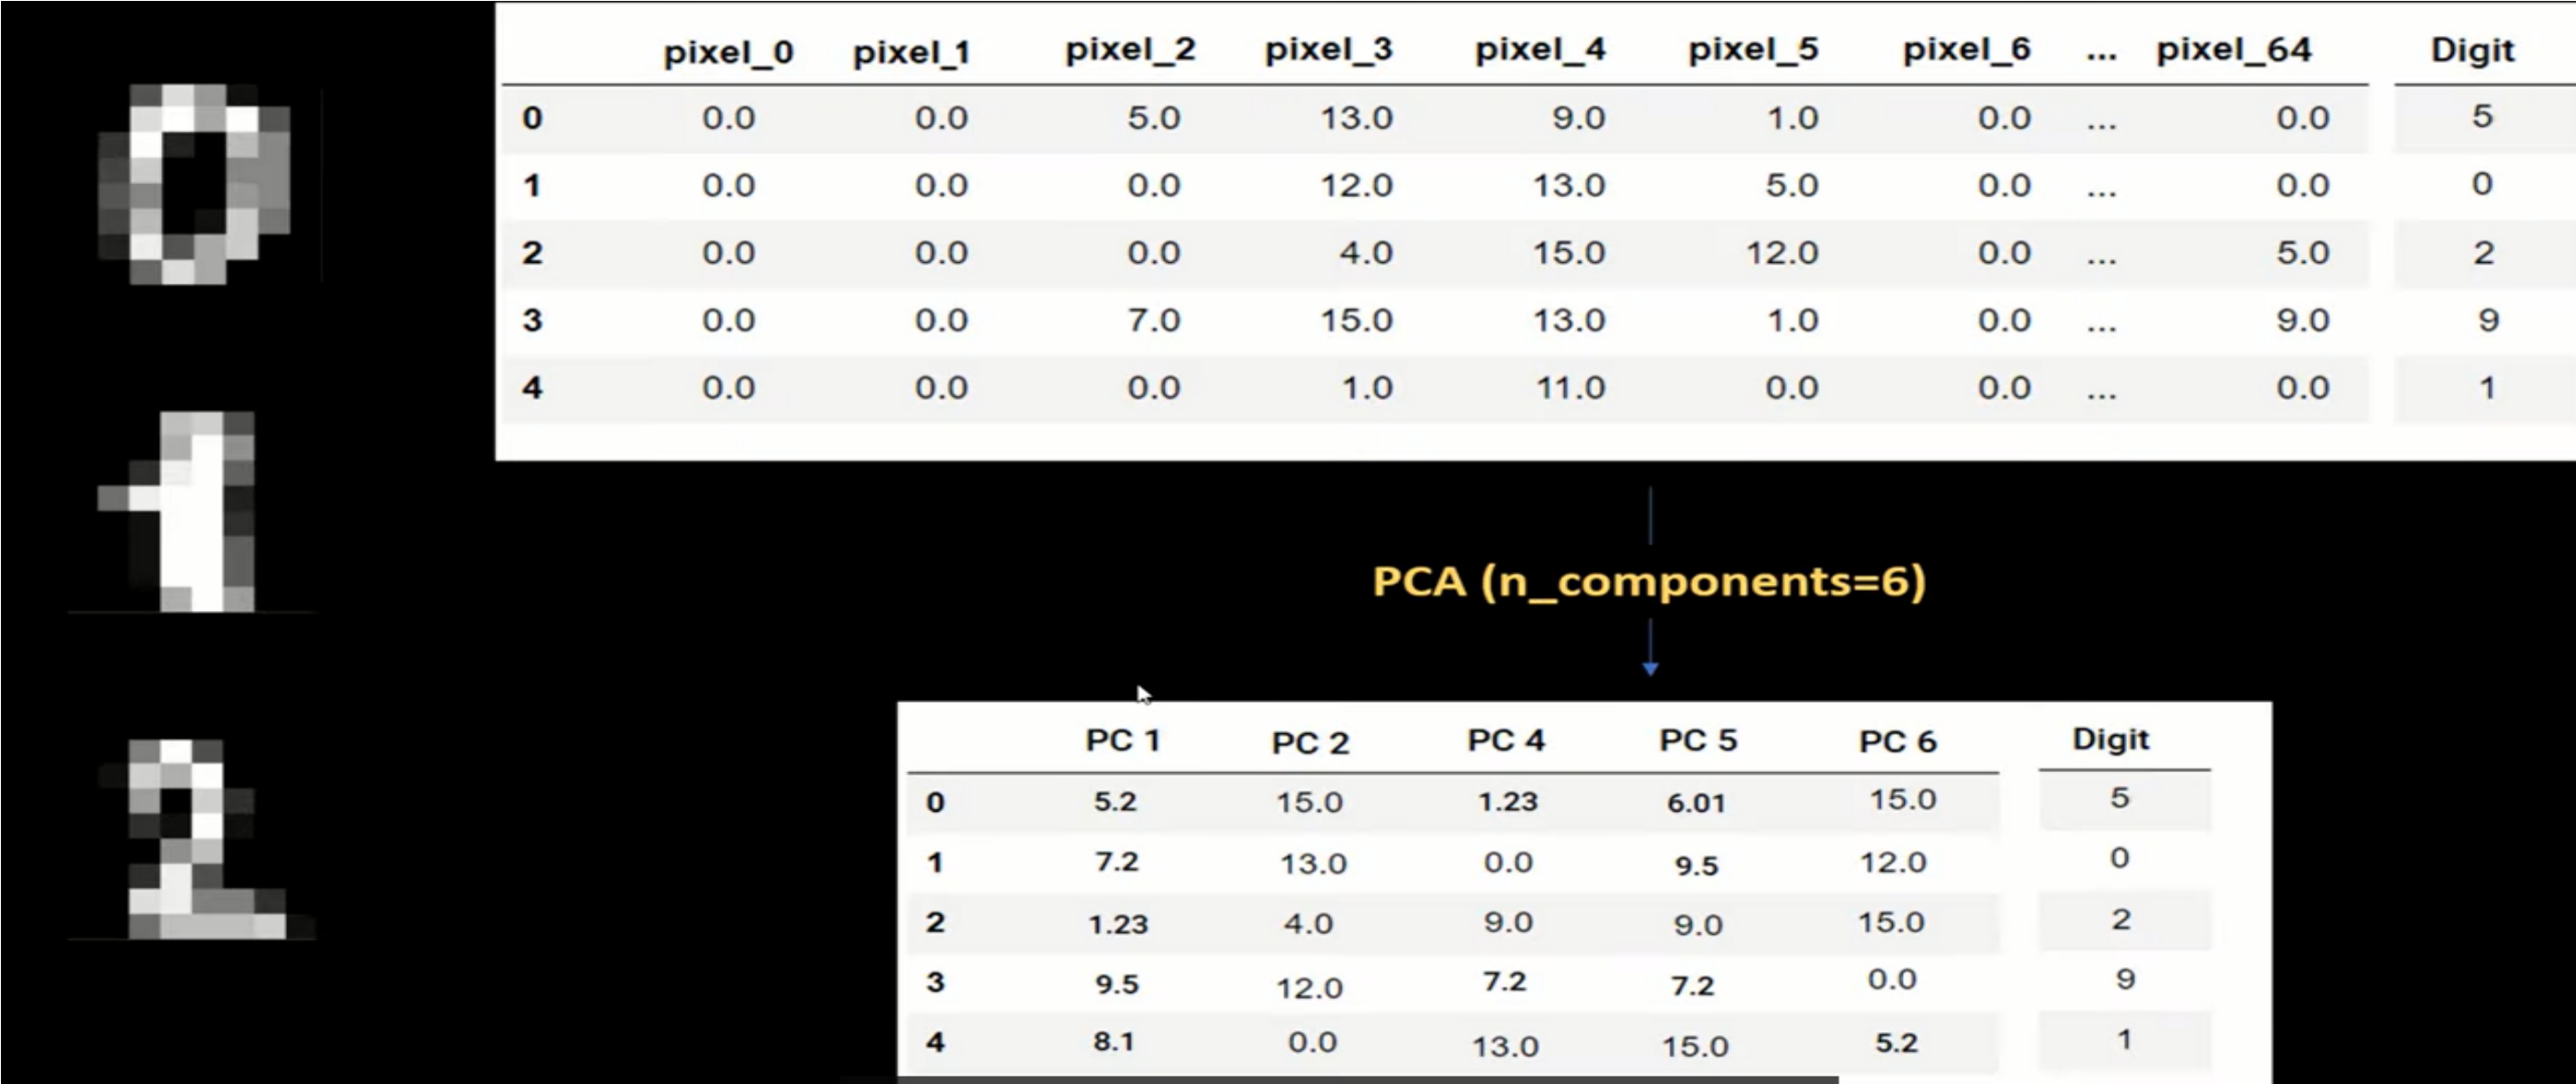 pixel_0 pixel_1 pixel_2 pixel_3 pixel_4 pixel_5 pixel_6 ... pixel_64 Digit
0 0.0 0.0 5.0 13.0 9.0 1.0 0.0 ... 0.0 5
1 0.0 0.0 0.0 12.0 13.0 5.0 0.0 ... 0.0 0
2 0.0 0.0 0.0 4.0 15.0 12.0 0.0 ... 5.0 2
3 0.0 0.0 7.0 15.0 13.0 1.0 0.0 ... 9.0 9
4 0.0 0.0 0.0 1.0 11.0 0.0 0.0 ... 0.0 1
PCA (n_components=6)
PC 1 PC 2 PC 4 PC 5 PC 6 Digit
0 5.2 15.0 1.23 6.01 15.0 5
1 7.2 13.0 0.0 9.5 12.0 0
2 1.23 4.0 9.0 9.0 15.0 2
3 9.5 12.0 7.2 7.2 0.0 9
4 8.1 0.0 13.0 15.0 5.2 1
0
1
2